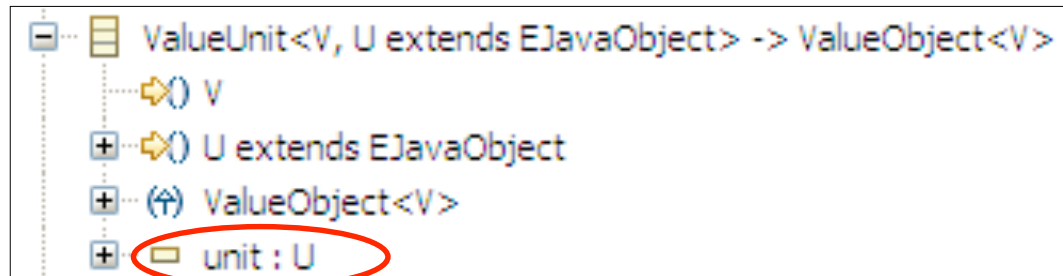 ValueUnit<V, U extends EJavaObject> -> ValueObject<V>
V
U extends EJavaObject
ValueObject<V>
unit : U